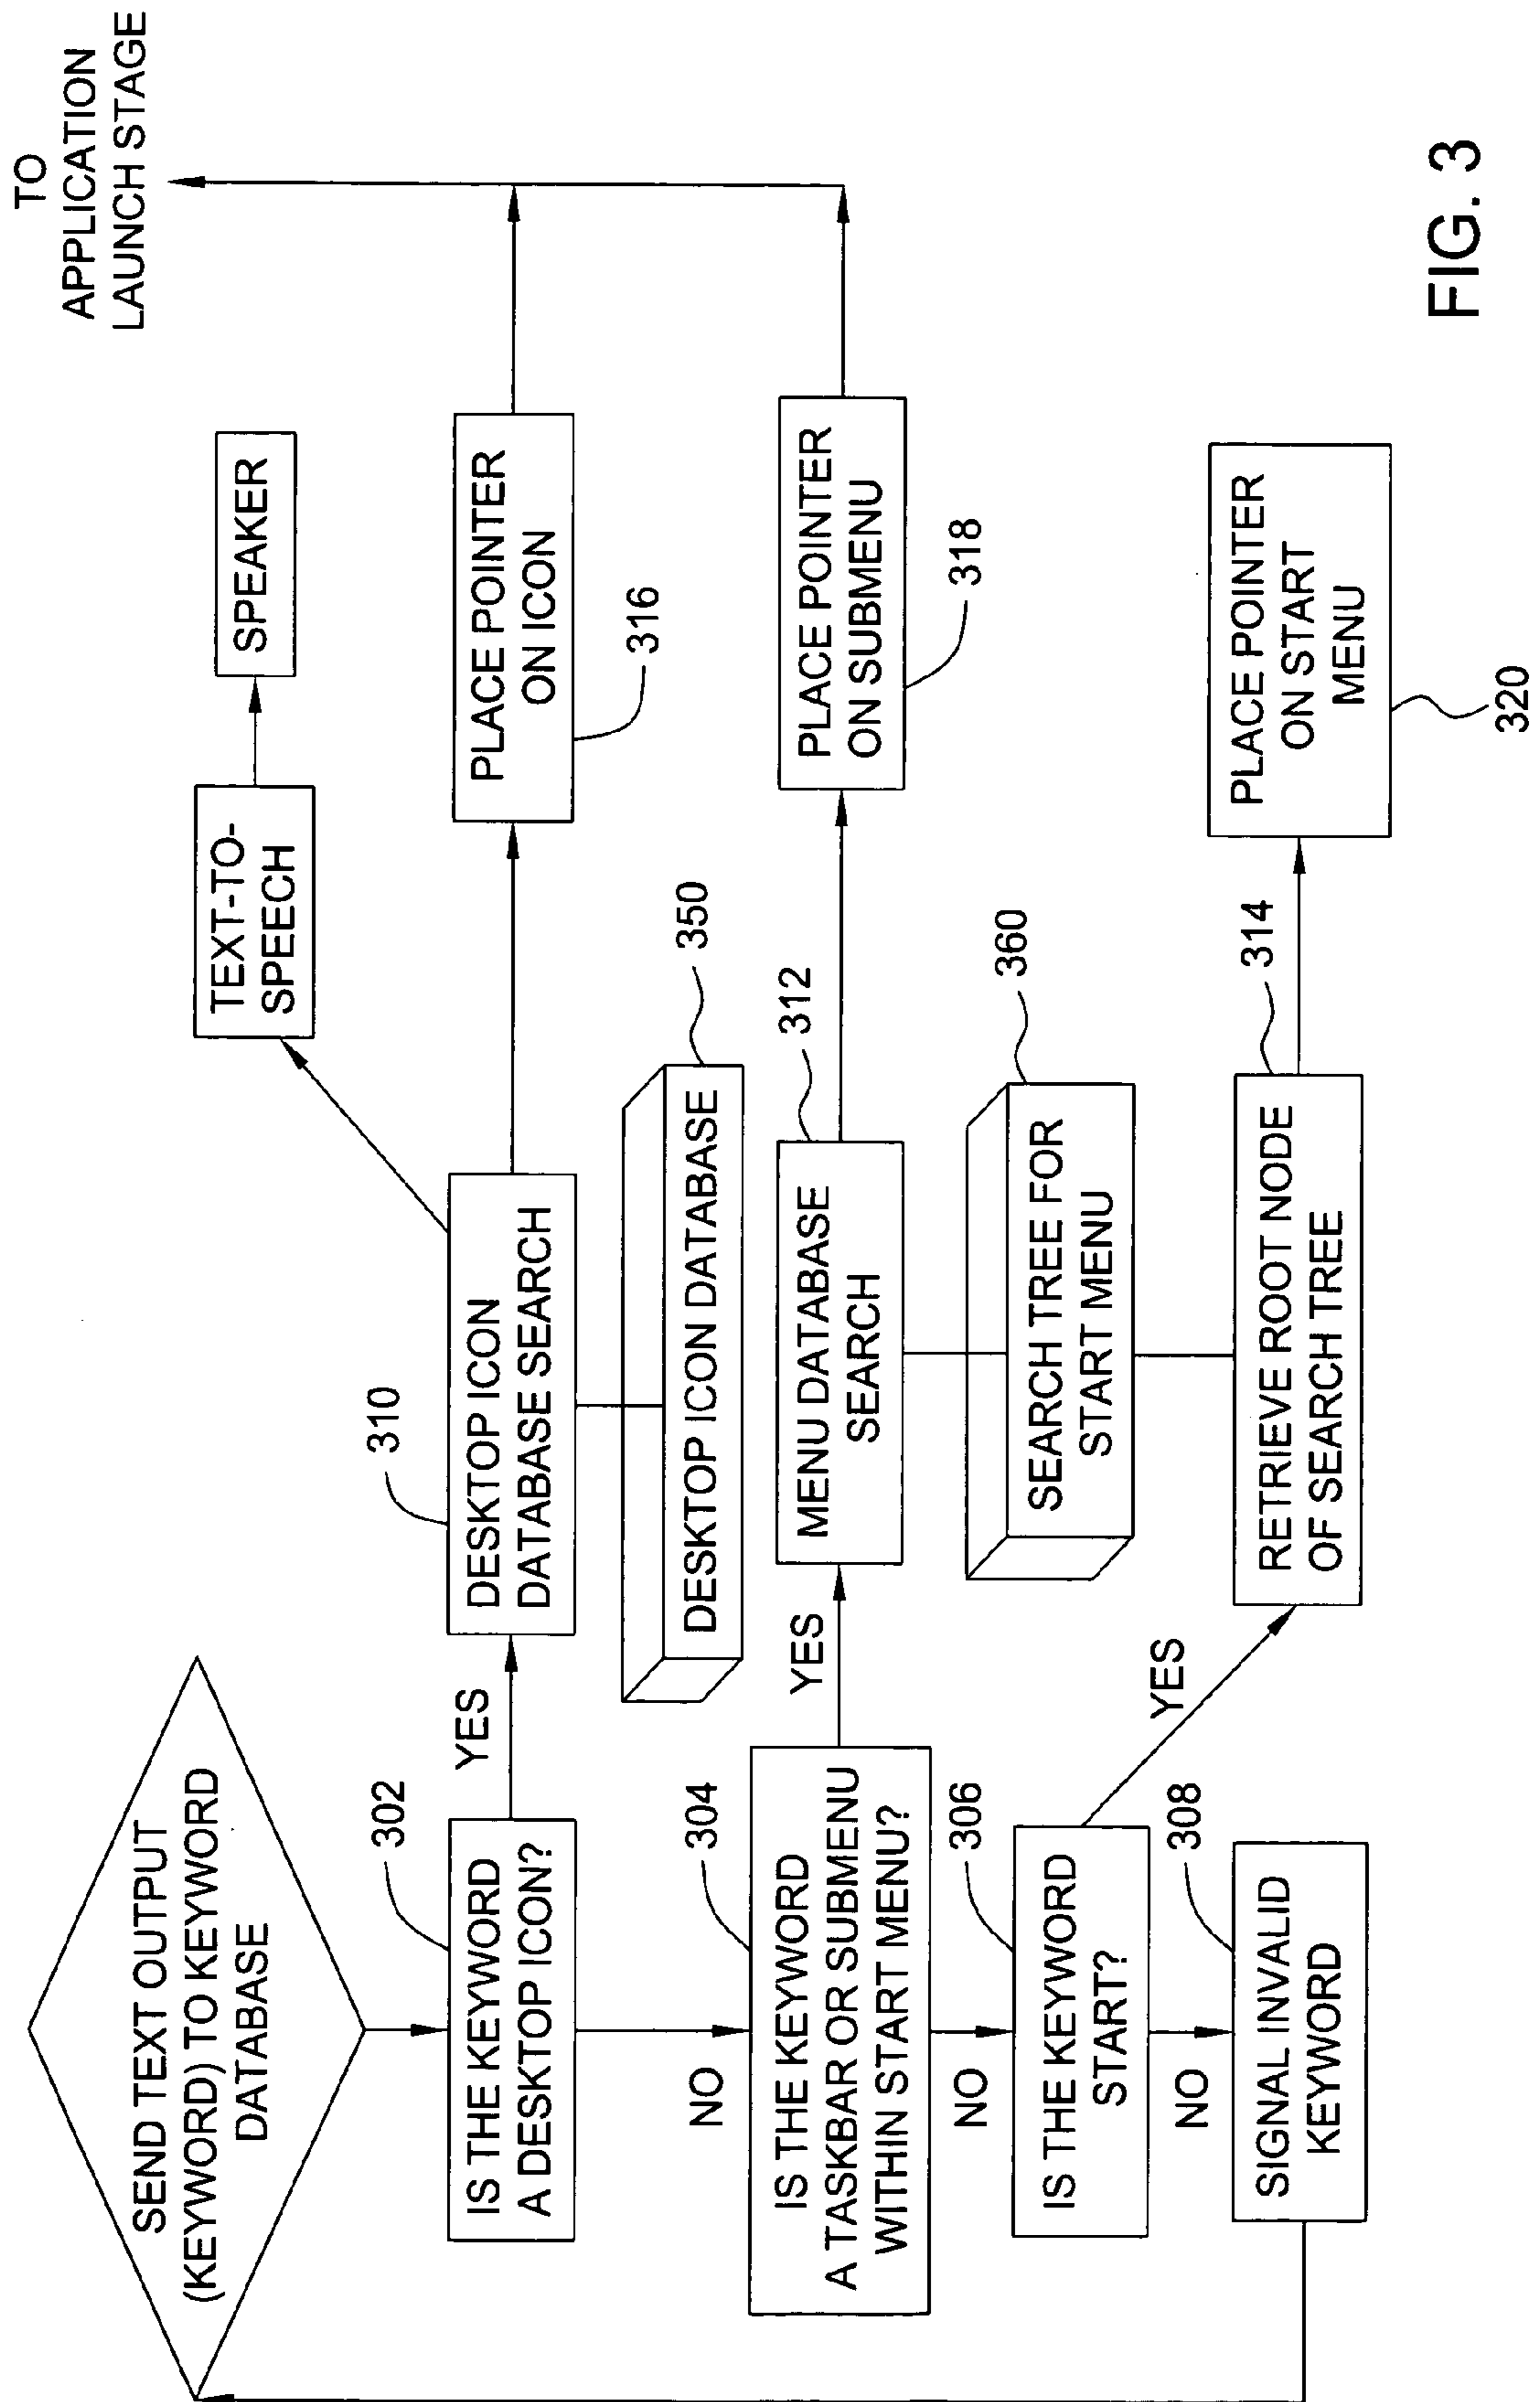 SEND TEXT OUTPUT
(KEYWORD) TO KEYWORD
DATABASE
TO
APPLICATION
LAUNCH STAGE
TEXT-TO-
SPEECH
SPEAKER
302
IS THE KEYWORD
A DESKTOP ICON?
YES
310
DESKTOP ICON
DATABASE SEARCH
PLACE POINTER
ON ICON
316
DESKTOP ICON DATABASE
350
NO
304
IS THE KEYWORD
A TASKBAR OR SUBMENU
WITHIN START MENU?
YES
312
MENU DATABASE
SEARCH
PLACE POINTER
ON SUBMENU
318
SEARCH TREE FOR
START MENU
360
NO
306
IS THE KEYWORD
START?
YES
314
RETRIEVE ROOT NODE
OF SEARCH TREE
PLACE POINTER
ON START
MENU
320
NO
308
SIGNAL INVALID
KEYWORD
FIG. 3